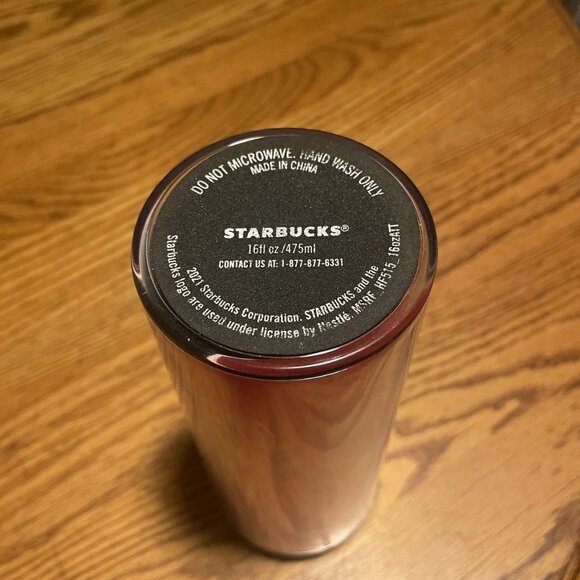 DO NOT MICROWAVE. HAND WASH ONLY
MADE IN CHINA
STARBUCKS®
16fl oz /475ml
CONTACT US AT: 1-877-877-6331
2021 Starbucks Corporation. STARBUCKS and the
Starbucks logo are used under license by Nestlé. MSRF_HF515_16ozATT